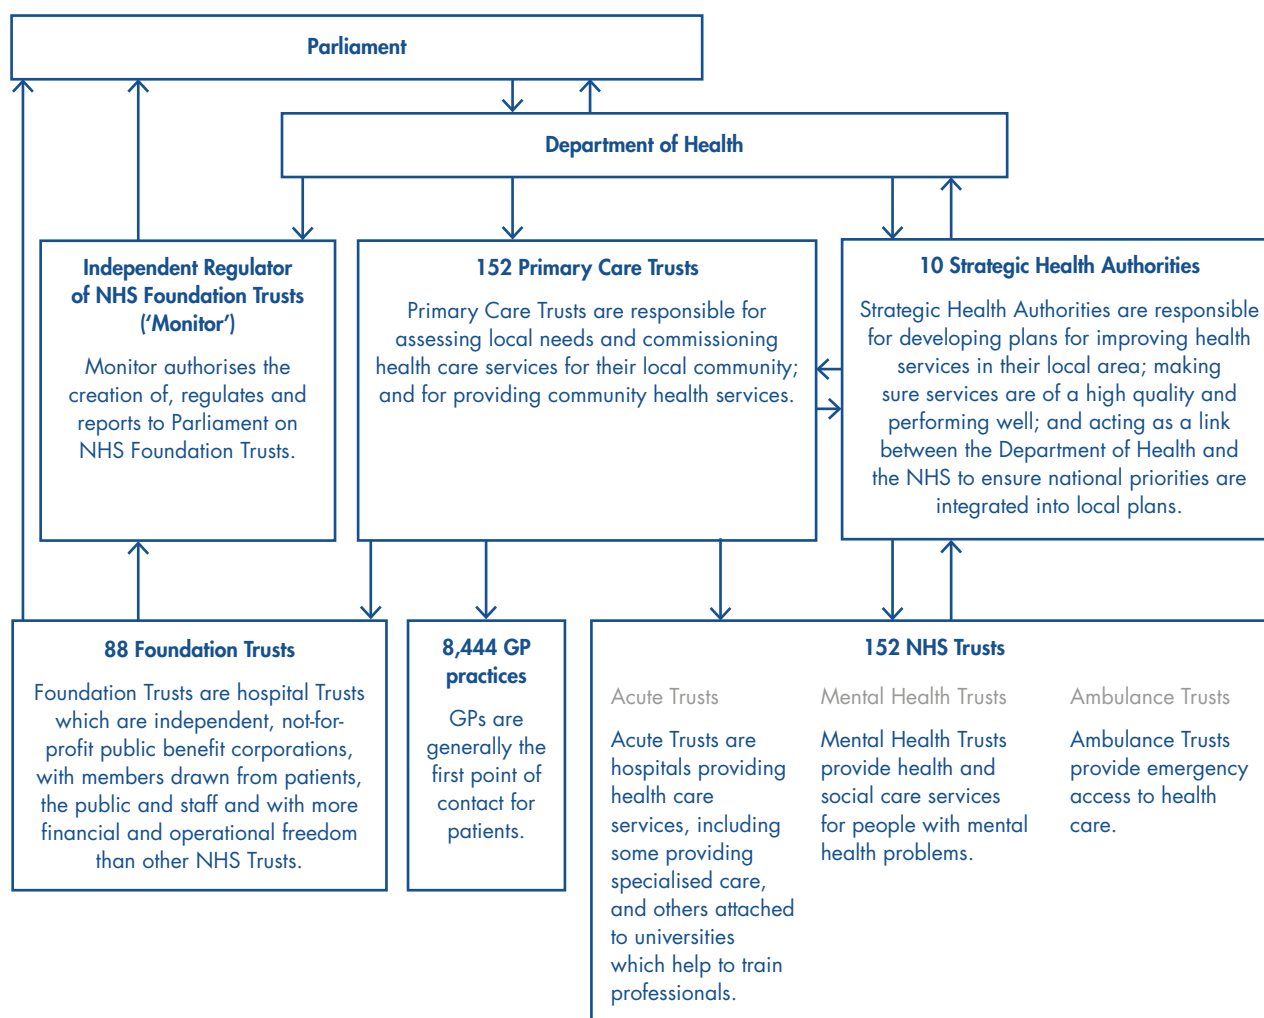 Parliament
Department of Health
Independent Regulator
of NHS Foundation Trusts
(‘Monitor’)
Monitor authorises the
creation of, regulates and
reports to Parliament on
NHS Foundation Trusts.
152 Primary Care Trusts
Primary Care Trusts are responsible for
assessing local needs and commissioning
health care services for their local community;
and for providing community health services.
10 Strategic Health Authorities
Strategic Health Authorities are responsible
for developing plans for improving health
services in their local area; making
sure services are of a high quality and
performing well; and acting as a link
between the Department of Health and
the NHS to ensure national priorities are
integrated into local plans.
88 Foundation Trusts
Foundation Trusts are hospital Trusts
which are independent, not-for-
profit public benefit corporations,
with members drawn from patients,
the public and staff and with more
financial and operational freedom
than other NHS Trusts.
8,444 GP
practices
GPs are
generally the
first point of
contact for
patients.
152 NHS Trusts
Acute Trusts
Acute Trusts are
hospitals providing
health care
services, including
some providing
specialised care,
and others attached
to universities
which help to train
professionals.
Mental Health Trusts
Mental Health Trusts
provide health and
social care services
for people with mental
health problems.
Ambulance Trusts
Ambulance Trusts
provide emergency
access to health
care.